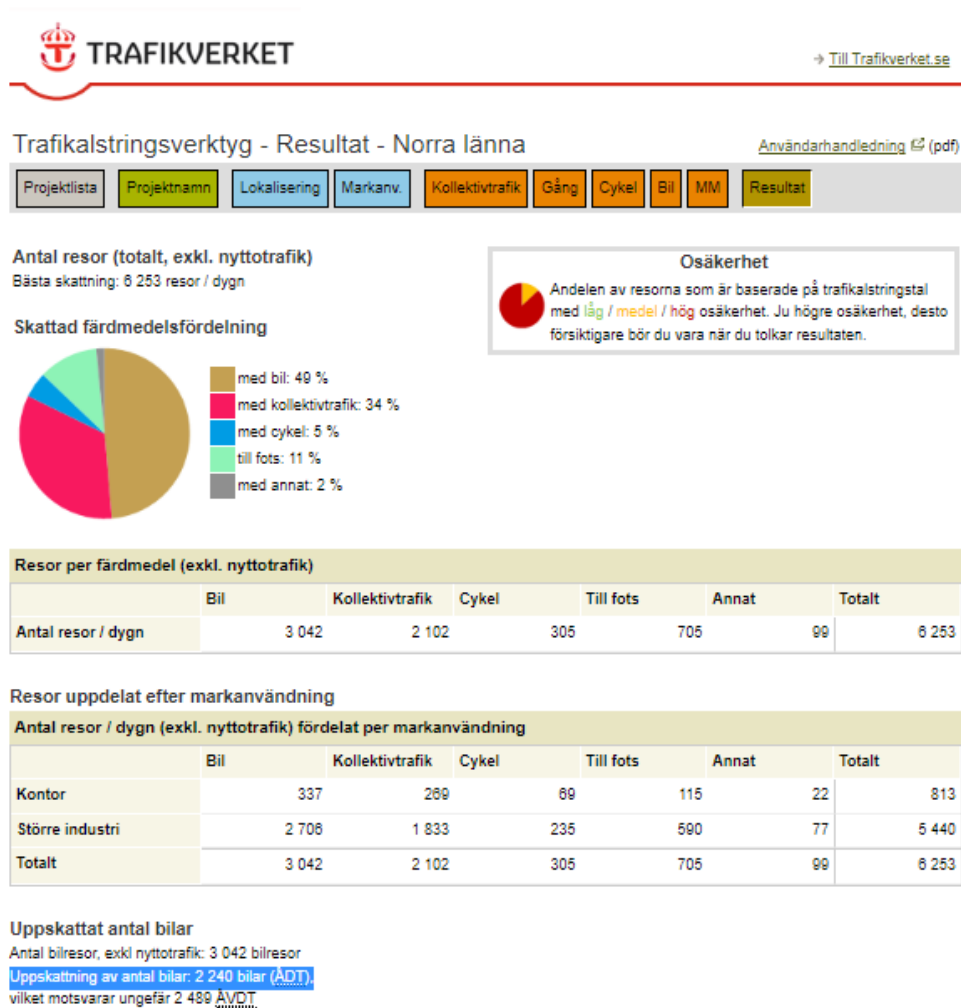 TRAFIKVERKET
→ Till Trafikverket.se
Trafikalstringsverktyg - Resultat - Norra länna
Användarhandledning (pdf)
Projektlista Projektnamn Lokalisering Markanv. Kollektivtrafik Gång Cykel Bil MM Resultat
Antal resor (totalt, exkl. nyttotrafik)
Bästa skattning: 6 253 resor / dygn
Osäkerhet
Andelen av resorna som är baserade på trafikalstringstal
med låg / medel / hög osäkerhet. Ju högre osäkerhet, desto
försiktigare bör du vara när du tolkar resultaten.
Skattad färdmedelsfördelning
med bil: 49 %
med kollektivtrafik: 34 %
med cykel: 5 %
till fots: 11 %
med annat: 2 %
Resor per färdmedel (exkl. nyttotrafik)
Bil Kollektivtrafik Cykel Till fots Annat Totalt
Antal resor / dygn 3 042 2 102 305 705 99 6 253
Resor uppdelat efter markanvändning
Antal resor / dygn (exkl. nyttotrafik) fördelat per markanvändning
Bil Kollektivtrafik Cykel Till fots Annat Totalt
Kontor 337 269 69 115 22 813
Större industri 2 706 1 833 235 590 77 5 440
Totalt 3 042 2 102 305 705 99 6 253
Uppskattat antal bilar
Antal bilresor, exkl nyttotrafik: 3 042 bilresor
Uppskattning av antal bilar: 2 240 bilar (ÅDT),
vilket motsvarar ungefär 2 489 ÅVDT